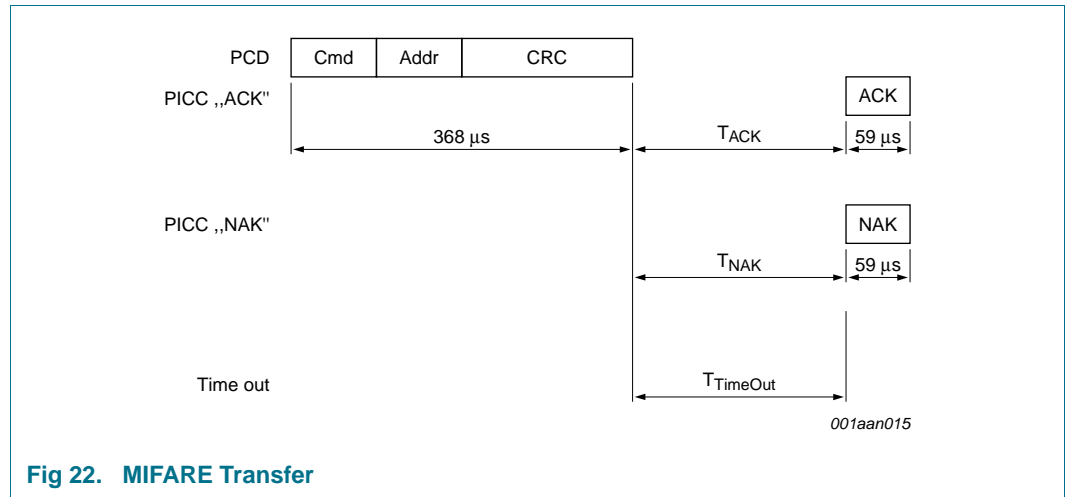 PCD Cmd Addr CRC
PICC ,,ACK" ACK
368 µs TACK 59 µs
PICC ,,NAK" NAK
TNAK 59 µs
Time out TTimeOut
001aan015
Fig 22. MIFARE Transfer